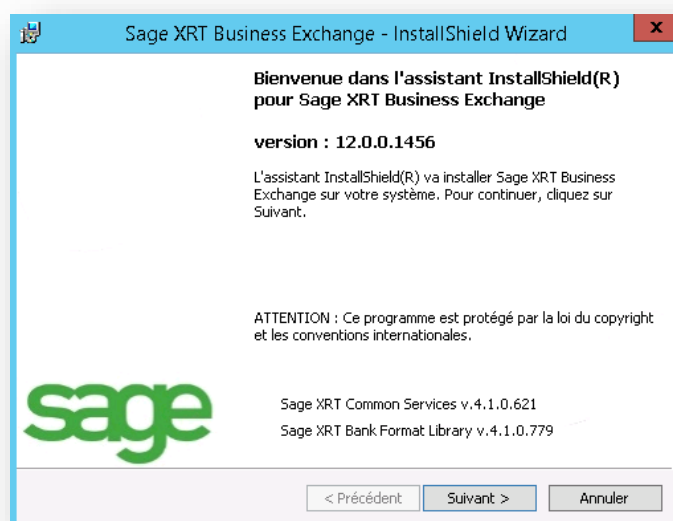 Sage XRT Business Exchange - InstallShield Wizard
x
Bienvenue dans l'assistant InstallShield(R)
pour Sage XRT Business Exchange
version : 12.0.0.1456
L'assistant InstallShield(R) va installer Sage XRT Business
Exchange sur votre système. Pour continuer, cliquez sur
Suivant.
ATTENTION : Ce programme est protégé par la loi du copyright
et les conventions internationales.
sage
Sage XRT Common Services v.4.1.0.621
Sage XRT Bank Format Library v.4.1.0.779
< Précédent
Suivant >
Annuler